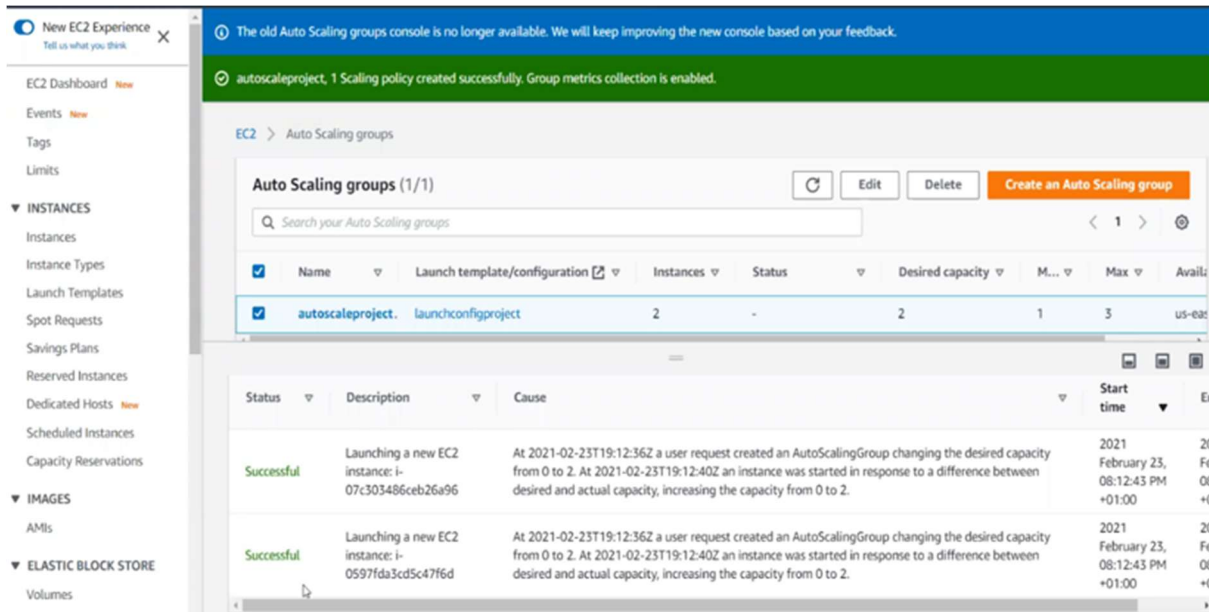 New EC2 Experience
Tell us what you think
EC2 Dashboard New
Events New
Tags
Limits
INSTANCES
Instances
Instance Types
Launch Templates
Spot Requests
Savings Plans
Reserved Instances
Dedicated Hosts New
Scheduled Instances
Capacity Reservations
IMAGES
AMIs
ELASTIC BLOCK STORE
Volumes
The old Auto Scaling groups console is no longer available. We will keep improving the new console based on your feedback.
autoscaleproject, 1 Scaling policy created successfully. Group metrics collection is enabled.
EC2 > Auto Scaling groups
Auto Scaling groups (1/1)
Edit Delete Create an Auto Scaling group
Search your Auto Scaling groups
< 1 >
Name Launch template/configuration Instances Status Desired capacity M... Max Availa
autoscaleproject. launchconfigproject 2 - 2 1 3 us-eas
Status Description Cause Start
time
Successful
Launching a new EC2
instance: i-
07c303486ceb26a96
At 2021-02-23T19:12:36Z a user request created an AutoScalingGroup changing the desired capacity
from 0 to 2. At 2021-02-23T19:12:40Z an instance was started in response to a difference between
desired and actual capacity, increasing the capacity from 0 to 2.
2021
February 23,
08:12:43 PM
+01:00
Successful
Launching a new EC2
instance: i-
0597fda3cd5c47f6d
At 2021-02-23T19:12:36Z a user request created an AutoScalingGroup changing the desired capacity
from 0 to 2. At 2021-02-23T19:12:40Z an instance was started in response to a difference between
desired and actual capacity, increasing the capacity from 0 to 2.
2021
February 23,
08:12:43 PM
+01:00